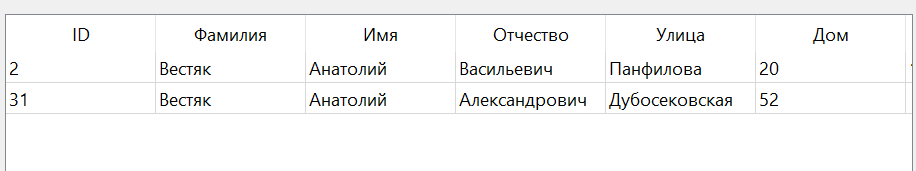 ID Фамилия Имя Отчество Улица Дом
2 Вестяк Анатолий Васильевич Панфилова 20
31 Вестяк Анатолий Александрович Дубосековская 52